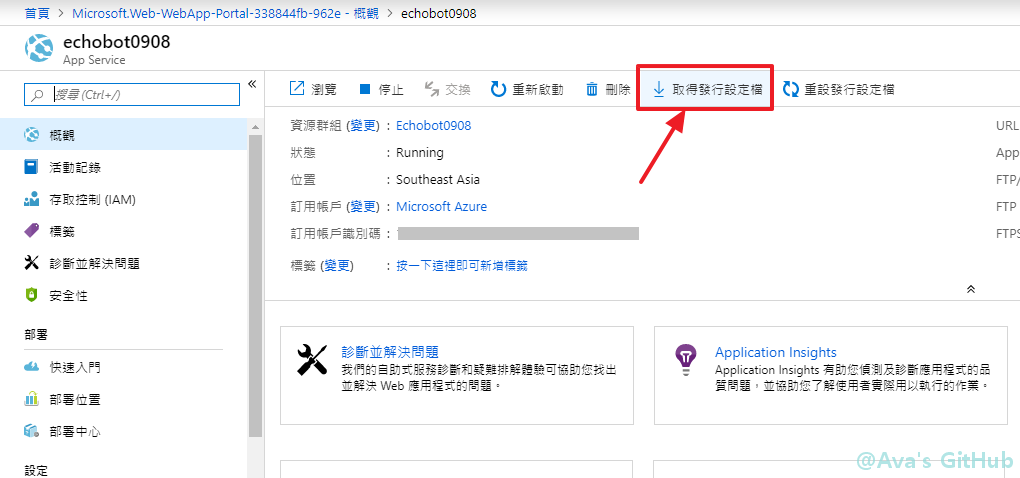 首頁 > Microsoft.Web-WebApp-Portal-338844fb-962e - 概觀 > echobot0908
echobot0908
App Service
搜尋 (Ctrl+/)
«
瀏覽 停止 交換 重新啟動 刪除 取得發行設定檔 重設發行設定檔
概觀
活動記錄
存取控制 (IAM)
標籤
診斷並解決問題
安全性
部署
快速入門
部署位置
部署中心
設定
資源群組 (變更) : Echobot0908
狀態 : Running
位置 : Southeast Asia
訂用帳戶 (變更) : Microsoft Azure
訂用帳戶識別碼 :
標籤 (變更) : 按一下這裡即可新增標籤
URL
App
FTP/
FTP
FTPS
診斷並解決問題
我們的自助式服務診斷和疑難排解體驗可協助您找出
並解決 Web 應用程式的問題。
Application Insights
Application Insights 有助您偵測及診斷應用程式的品
質問題，並協助您了解使用者實際用以執行的作業。
@Ava's GitHub